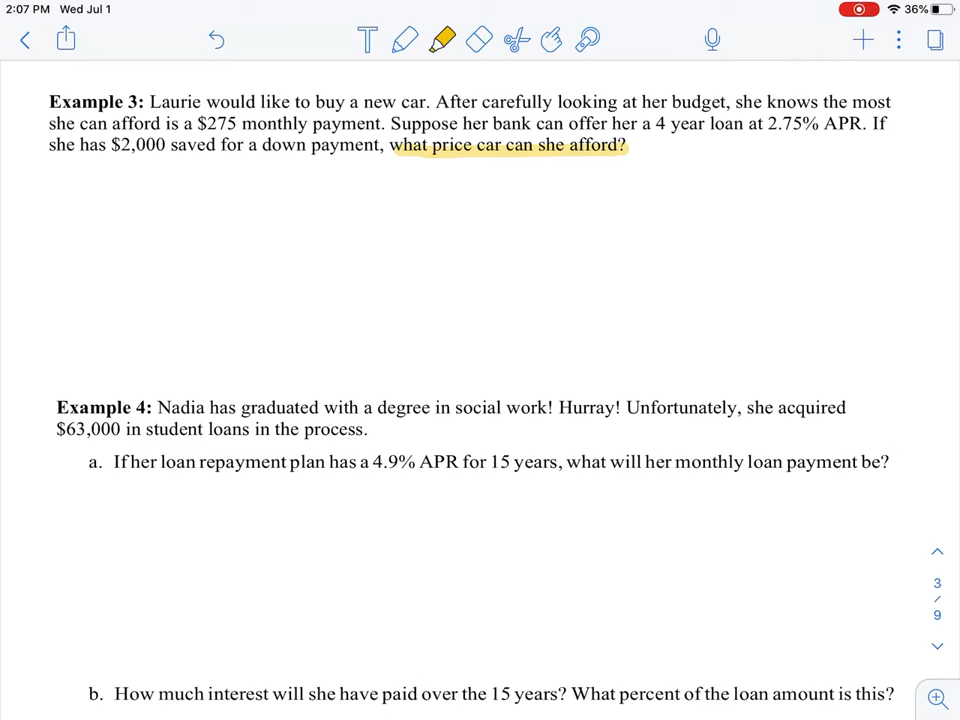 2:07 PM Wed Jul 1
36%
T
Example 3: Laurie would like to buy a new car. After carefully looking at her budget, she knows the most
she can afford is a $275 monthly payment. Suppose her bank can offer her a 4 year loan at 2.75% APR. If
she has $2,000 saved for a down payment, what price car can she afford?
Example 4: Nadia has graduated with a degree in social work! Hurray! Unfortunately, she acquired
$63,000 in student loans in the process.
a. If her loan repayment plan has a 4.9% APR for 15 years, what will her monthly loan payment be?
3
/
9
b. How much interest will she have paid over the 15 years? What percent of the loan amount is this?